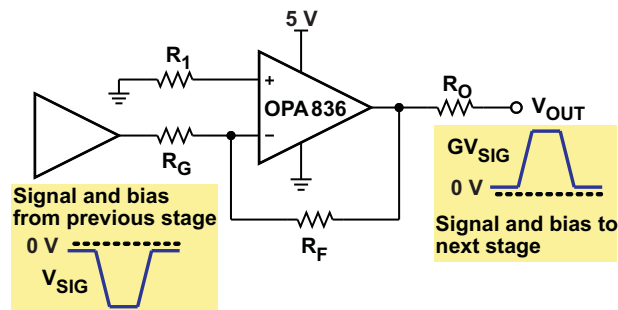 5 V
R1
+
OPA836
−
RO
VOUT
RG
GVSIG
0 V
Signal and bias to
next stage
Signal and bias
from previous stage
0 V
VSIG
RF